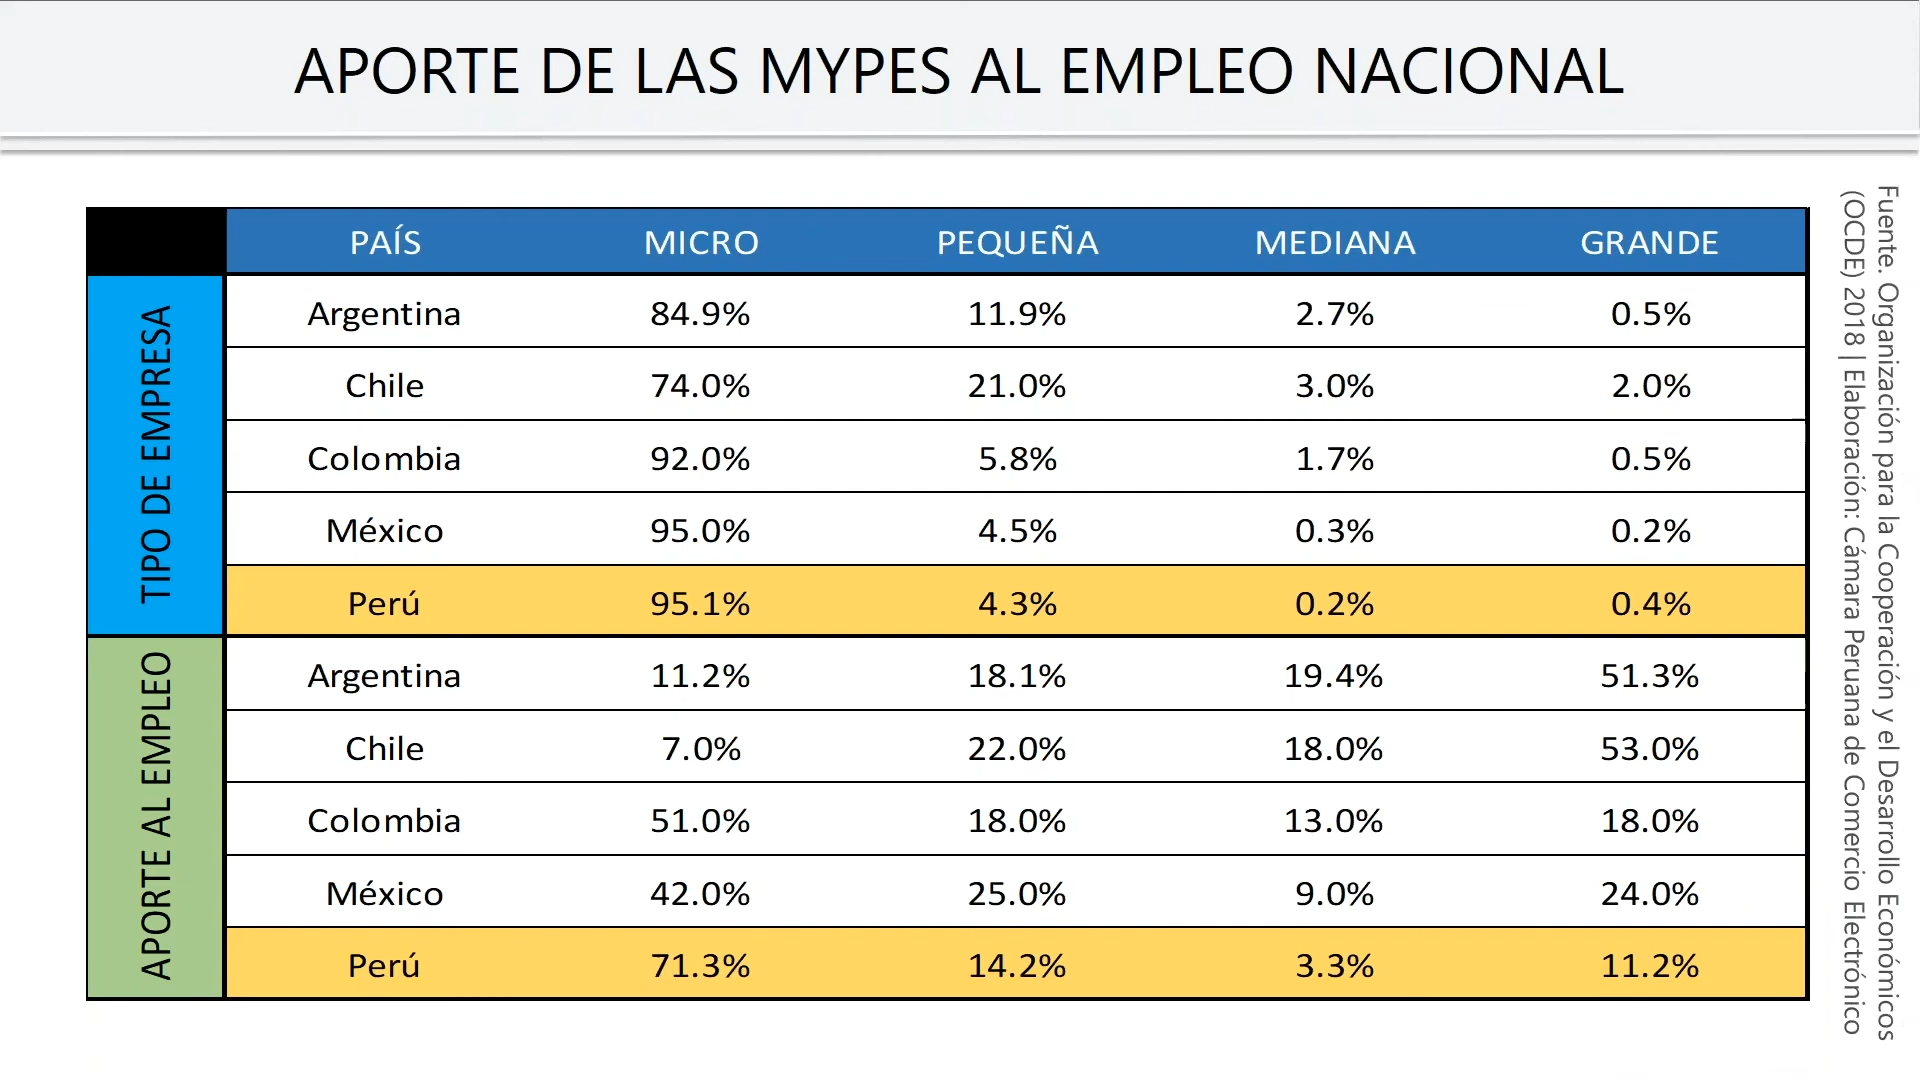 APORTE DE LAS MYPES AL EMPLEO NACIONAL
PAÍS MICRO PEQUEÑA MEDIANA GRANDE
TIPO DE EMPRESA
Argentina 84.9% 11.9% 2.7% 0.5%
Chile 74.0% 21.0% 3.0% 2.0%
Colombia 92.0% 5.8% 1.7% 0.5%
México 95.0% 4.5% 0.3% 0.2%
Perú 95.1% 4.3% 0.2% 0.4%
APORTE AL EMPLEO
Argentina 11.2% 18.1% 19.4% 51.3%
Chile 7.0% 22.0% 18.0% 53.0%
Colombia 51.0% 18.0% 13.0% 18.0%
México 42.0% 25.0% 9.0% 24.0%
Perú 71.3% 14.2% 3.3% 11.2%
Fuente. Organización para la Cooperación y el Desarrollo Económicos
(OCDE) 2018 | Elaboración: Cámara Peruana de Comercio Electrónico